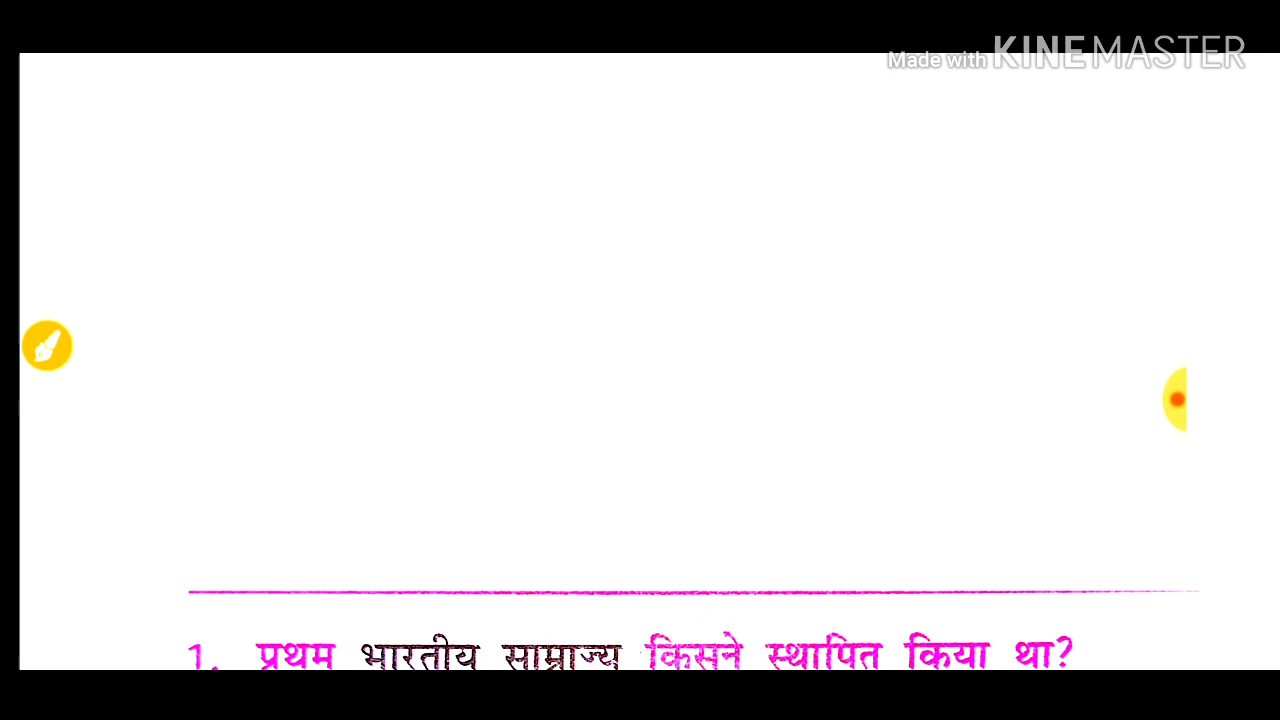 Made with KINEMASTER
1. प्रथम भारतीय साम्राज्य किसने स्थापित किया था?